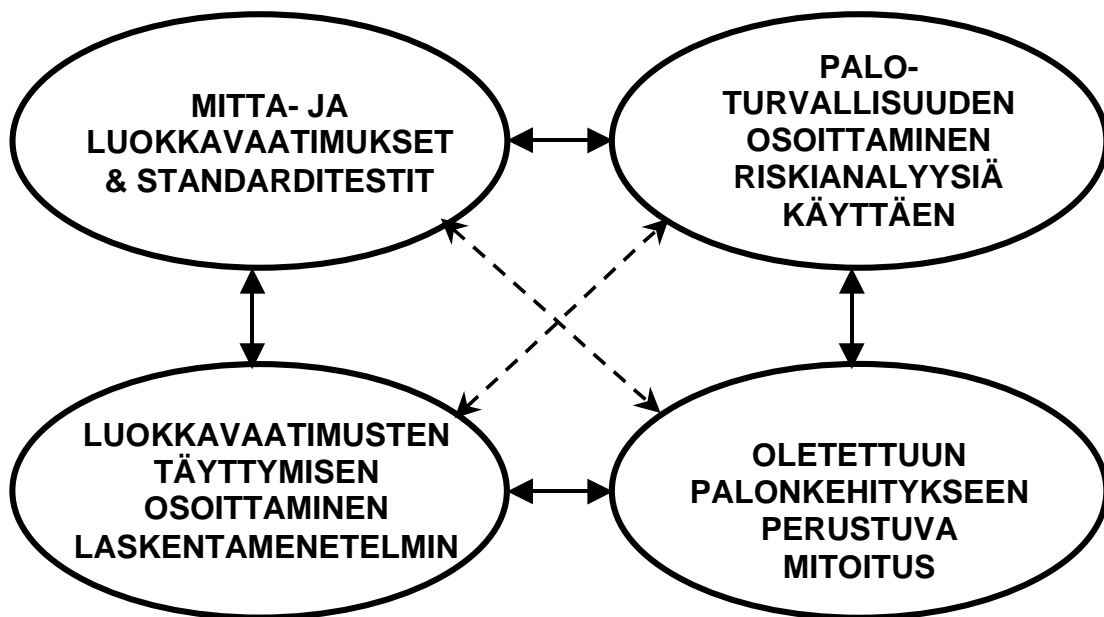 MITTA- JA
LUOKKAVAATIMUKSET
& STANDARDITESTIT
PALO-
TURVALLISUUDEN
OSOITTAMINEN
RISKIANALYYSIÄ
KÄYTTÄEN
LUOKKAVAATIMUSTEN
TÄYTTYMISEN
OSOITTAMINEN
LASKENTAMENETELMIN
OLETETTUUN
PALONKEHITYKSEEN
PERUSTUVA
MITOITUS